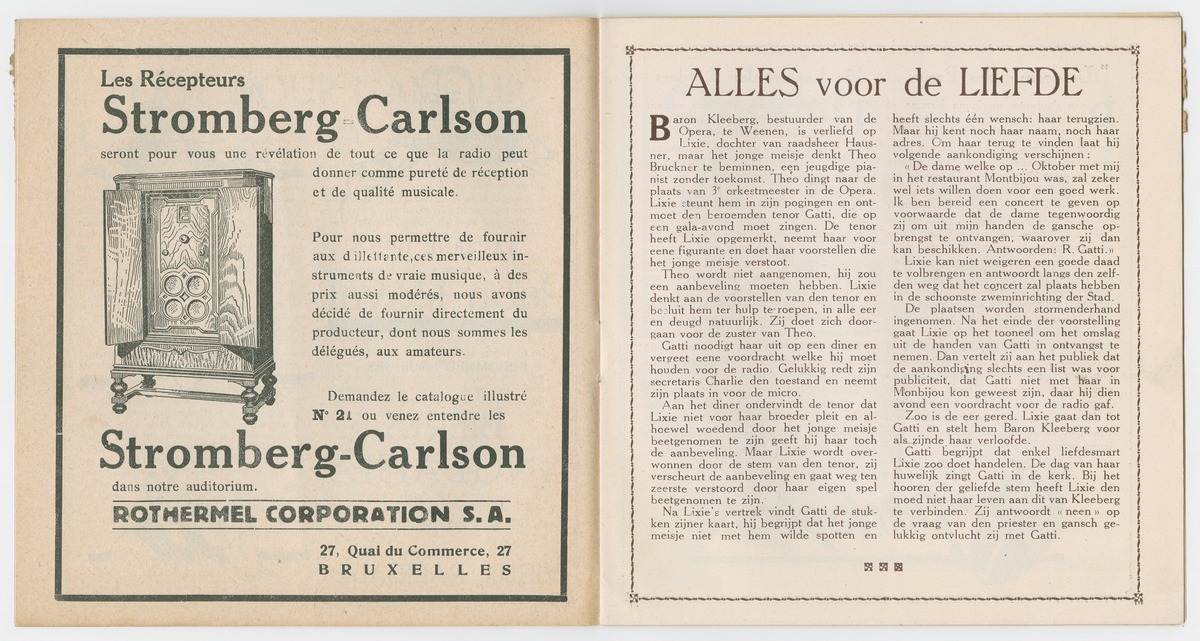 Les Récepteurs
Stromberg-Carlson
seront pour vous une révélation de tout ce que la radio peut
donner comme pureté de réception
et de qualité musicale.
Pour nous permettre de fournir
aux dillettante, ces merveilleux in-
struments de vraie musique, à des
prix aussi modérés, nous avons
décidé de fournir directement du
producteur, dont nous sommes les
délégués, aux amateurs.
Demandez le catalogue illustré
N° 21 ou venez entendre les
Stromberg-Carlson
dans notre auditorium.
ROTHERMEL CORPORATION S. A.
27, Quai du Commerce, 27
BRUXELLES
ALLES voor de LIEFDE
Baron Kleeberg, bestuurder van de
Opera, te Weenen, is verliefd op
Lixie, dochter van raadsheer Haus-
ner, maar het jonge meisje denkt Theo
Bruckner te beminnen, een jeugdige pia-
nist zonder toekomst. Theo dingt naar de
plaats van 3e orkestmeester in de Opera.
Lixie steunt hem in zijn pogingen en ont-
moet den beroemden tenor Gatti, die op
een gala-avond moet zingen. De tenor
heeft Lixie opgemerkt, neemt haar voor
eene figurante en doet haar voorstellen die
het jonge meisje verstoot.
Theo wordt niet aangenomen, hij zou
een aanbeveling moeten hebben. Lixie
denkt aan de voorstellen van den tenor en
besluit hem ter hulp te roepen, in alle eer
en deugd natuurlijk. Zij doet zich door-
gaan voor de zuster van Theo.
Gatti noodigt haar uit op een diner en
vergeet eene voordracht welke hij moet
houden voor de radio. Gelukkig redt zijn
secretaris Charlie den toestand en neemt
zijn plaats in voor de micro.
Aan het diner ondervindt de tenor dat
Lixie niet voor haar broeder pleit en al-
hoewel woedend door het jonge meisje
beetgenomen te zijn geeft hij haar toch
de aanbeveling. Maar Lixie wordt over-
wonnen door de stem van den tenor, zij
verscheurt de aanbeveling en gaat weg ten
zeerste verstoord door haar eigen spel
beetgenomen te zijn.
Na Lixie's vertrek vindt Gatti de stuk-
ken zijner kaart, hij begrijpt dat het jonge
meisje niet met hem wilde spotten en
heeft slechts één wensch: haar terugzien.
Maar hij kent noch haar naam, noch haar
adres. Om haar terug te vinden laat hij
volgende aankondiging verschijnen :
« De dame welke op ... Oktober met mij
in het restaurant Montbijou was, zal zeker
wel iets willen doen voor een goed werk.
Ik ben bereid een concert te geven op
voorwaarde dat de dame tegenwoordig
zij om uit mijn handen de gansche op-
brengst te ontvangen, waarover zij dan
kan beschikken. Antwoorden: R. Gatti.»
Lixie kan niet weigeren een goede daad
te volbrengen en antwoordt langs den zelf-
den weg dat het concert zal plaats hebben
in de schoonste zweminrichting der Stad.
De plaatsen worden stormenderhand
ingenomen. Na het einde der voorstelling
gaat Lixie op het tooneel om het omslag
uit de handen van Gatti in ontvangst te
nemen. Dan vertelt zij aan het publiek dat
de aankondiging slechts een list was voor
publiciteit, dat Gatti niet met haar in
Monbijou kon geweest zijn, daar hij dien
avond een voordracht voor de radio gaf.
Zoo is de eer gered. Lixie gaat dan tot
Gatti en stelt hem Baron Kleeberg voor
als zijnde haar verloofde.
Gatti begrijpt dat enkel liefdesmart
Lixie zoo doet handelen. De dag van haar
huwelijk zingt Gatti in de kerk. Bij het
hooren der geliefde stem heeft Lixie den
moed niet haar leven aan dit van Kleeberg
te verbinden. Zij antwoordt « neen » op
de vraag van den priester en gansch ge-
lukkig ontvlucht zij met Gatti.